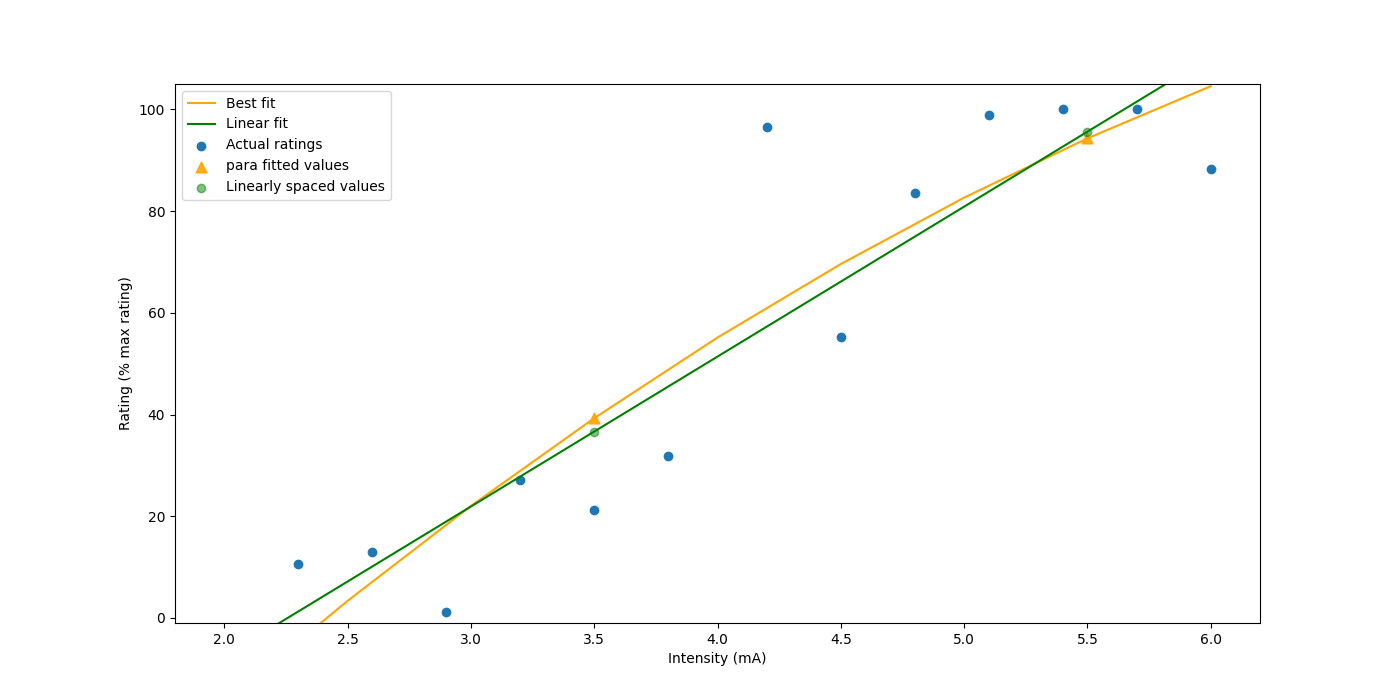 Best fit
Linear fit
Actual ratings
para fitted values
Linearly spaced values
100
80
60
40
20
0
Rating (% max rating)
2.0 2.5 3.0 3.5 4.0 4.5 5.0 5.5 6.0
Intensity (mA)